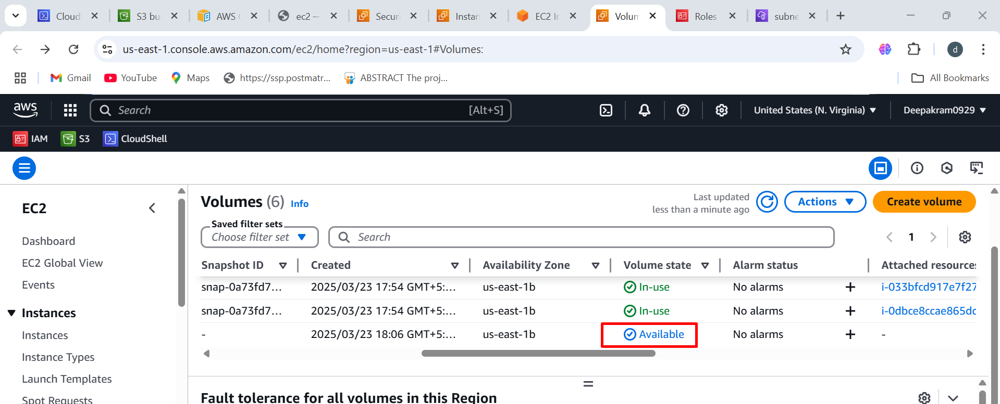 Cloud
S3 bu
AWS
ec2 —
Securi
Instan
EC2 In
Volum
Roles
subne
us-east-1.console.aws.amazon.com/ec2/home?region=us-east-1#Volumes:
d
Gmail
YouTube
Maps
https://ssp.postmatr...
ABSTRACT The proj...
All Bookmarks
aws
Search
[Alt+S]
United States (N. Virginia)
Deepakram0929
IAM
S3
CloudShell
EC2
Dashboard
EC2 Global View
Events
Instances
Instances
Instance Types
Launch Templates
Spot Requests
Volumes (6) Info
Last updated
less than a minute ago
Actions
Create volume
Saved filter sets
Choose filter set
Search
1
Snapshot ID Created Availability Zone Volume state Alarm status Attached resources
snap-0a73fd7... 2025/03/23 17:54 GMT+5:... us-east-1b In-use No alarms + i-033bfcd917e7f27
snap-0a73fd7... 2025/03/23 17:54 GMT+5:... us-east-1b In-use No alarms + i-0dbce8ccae865dc
- 2025/03/23 18:06 GMT+5:... us-east-1b Available No alarms + -
Fault tolerance for all volumes in this Region